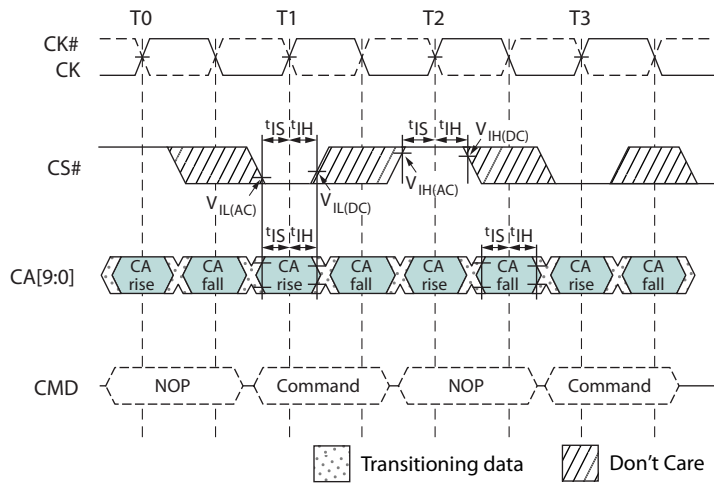 T0 T1 T2 T3
CK#
CK
tIS tIH tIS tIH VIH(DC)
CS#
VIL(AC) VIL(DC) VIH(AC)
tIS tIH tIS tIH
CA[9:0]
CA CA CA CA CA CA CA CA
rise fall rise fall rise fall rise fall
CMD NOP Command NOP Command
Transitioning data Don't Care